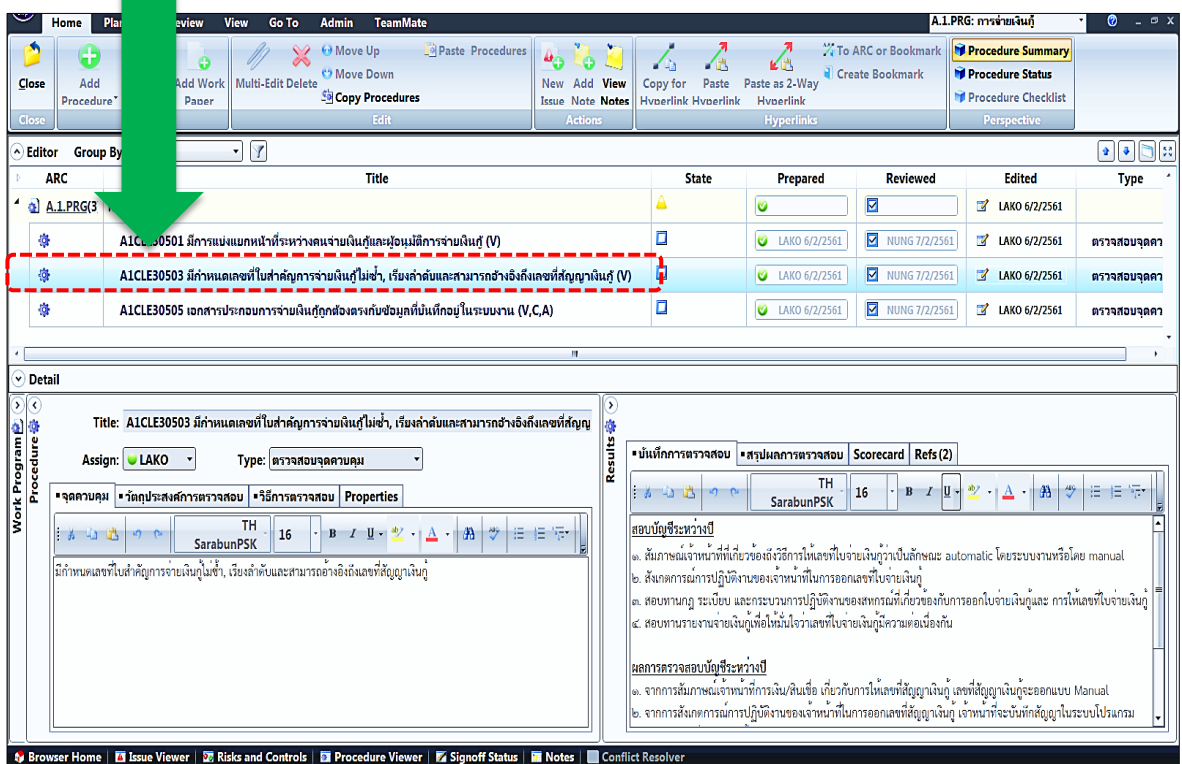 Home Pla eview View Go To Admin TeamMate A.1.PRG: การจ่ายเงินกู้
Move Up Paste Procedures To ARC or Bookmark Procedure Summary
Close Add Add Work Multi-Edit Delete Move Down New Add View Copy for Paste Paste as 2-Way Create Bookmark Procedure Status
Procedure Paper Copy Procedures Issue Note Notes Hyperlink Hyperlink Hyperlink Procedure Checklist
Close Edit Actions Hyperlinks Perspective
Editor Group By
ARC Title State Prepared Reviewed Edited Type
A.1.PRG(3 LAKO 6/2/2561
A1CLE30501 มีการแบ่งแยกหน้าที่ระหว่างคนจ่ายเงินกู้และผู้อนุมัติการจ่ายเงินกู้ (V) LAKO 6/2/2561 NUNG 7/2/2561 LAKO 6/2/2561 ตรวจสอบจุดคว
A1CLE30503 มีกำหนดเลขที่ใบสำคัญการจ่ายเงินกู้ไม่ซ้ำ, เรียงลำดับและสามารถอ้างอิงถึงเลขที่สัญญาเงินกู้ (V) LAKO 6/2/2561 NUNG 7/2/2561 LAKO 6/2/2561 ตรวจสอบจุดคว
A1CLE30505 เอกสารประกอบการจ่ายเงินกู้ถูกต้องตรงกับข้อมูลที่บันทึกอยู่ในระบบงาน (V,C,A) LAKO 6/2/2561 NUNG 7/2/2561 LAKO 6/2/2561 ตรวจสอบจุดคว
Detail
Work Program
Procedure
Title: A1CLE30503 มีกำหนดเลขที่ใบสำคัญการจ่ายเงินกู้ไม่ซ้ำ, เรียงลำดับและสามารถอ้างอิงถึงเลขที่สัญญ
Assign: LAKO Type: ตรวจสอบจุดควบคุม
จุดควบคุม วัตถุประสงค์การตรวจสอบ วิธีการตรวจสอบ Properties
TH SarabunPSK 16 B I U A
มีกำหนดเลขที่ใบสำคัญการจ่ายเงินกู้ไม่ซ้ำ, เรียงลำดับและสามารถอ้างอิงถึงเลขที่สัญญาเงินกู้
Results
บันทึกการตรวจสอบ สรุปผลการตรวจสอบ Scorecard Refs (2)
TH SarabunPSK 16 B I U A
สอบบัญชีระหว่างปี
๑. สัมภาษณ์เจ้าหน้าที่ที่เกี่ยวข้องถึงวิธีการให้เลขที่ใบจ่ายเงินกู้ว่าเป็นลักษณะ automatic โดยระบบงานหรือโดย manual
๒. สังเกตการณ์การปฏิบัติงานของเจ้าหน้าที่ในการออกเลขที่ใบจ่ายเงินกู้
๓. สอบทานกฎ ระเบียบ และกระบวนการปฏิบัติงานของสหกรณ์ที่เกี่ยวข้องกับการออกใบจ่ายเงินกู้และ การให้เลขที่ใบจ่ายเงินกู้
๔. สอบทานรายงานจ่ายเงินกู้เพื่อให้มั่นใจว่าเลขที่ใบจ่ายเงินกู้มีความต่อเนื่องกัน
ผลการตรวจสอบบัญชีระหว่างปี
๑. จากการสัมภาษณ์เจ้าหน้าที่การเงิน/สินเชื่อ เกี่ยวกับการให้เลขที่สัญญาเงินกู้ เลขที่สัญญาเงินกู้จะออกแบบ Manual
๒. จากการสังเกตการณ์การปฏิบัติงานของเจ้าหน้าที่ในการออกเลขที่สัญญาเงินกู้ เจ้าหน้าที่จะบันทึกสัญญาในระบบโปรแกรม
Browser Home Issue Viewer Risks and Controls Procedure Viewer Signoff Status Notes Conflict Resolver